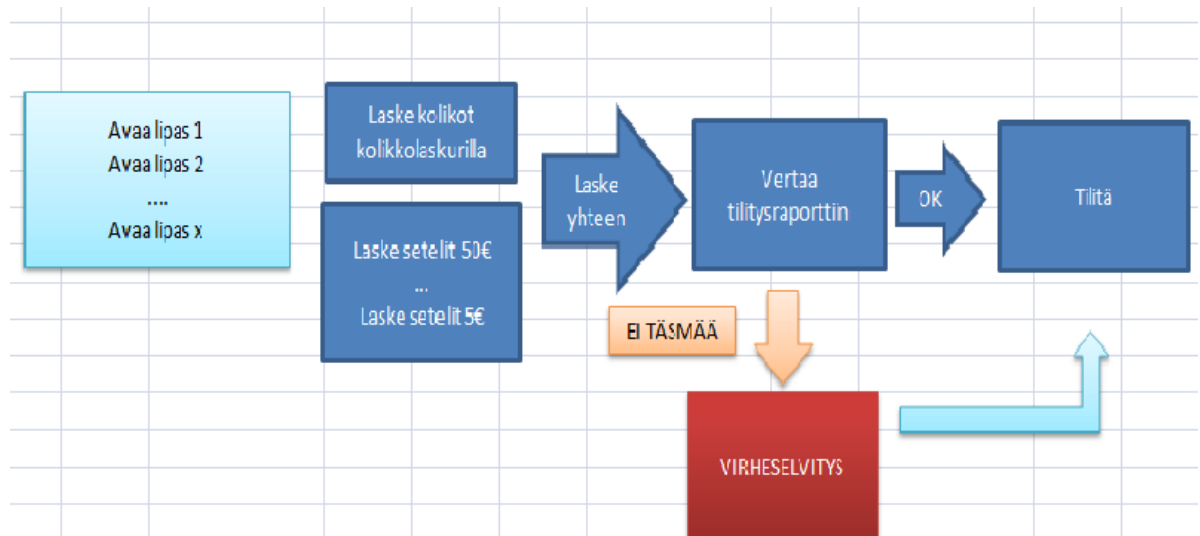 Avaa lipas 1
Avaa lipas 2
....
Avaa lipas x
Laske kolikot
kolikkolaskurilla
Laske setelit 50€
...
Laske setelit 5€
Laske
yhteen
Vertaa
tilitysraporttin
OK
Tilitä
EI TÄSMÄÄ
VIRHESELVITYS